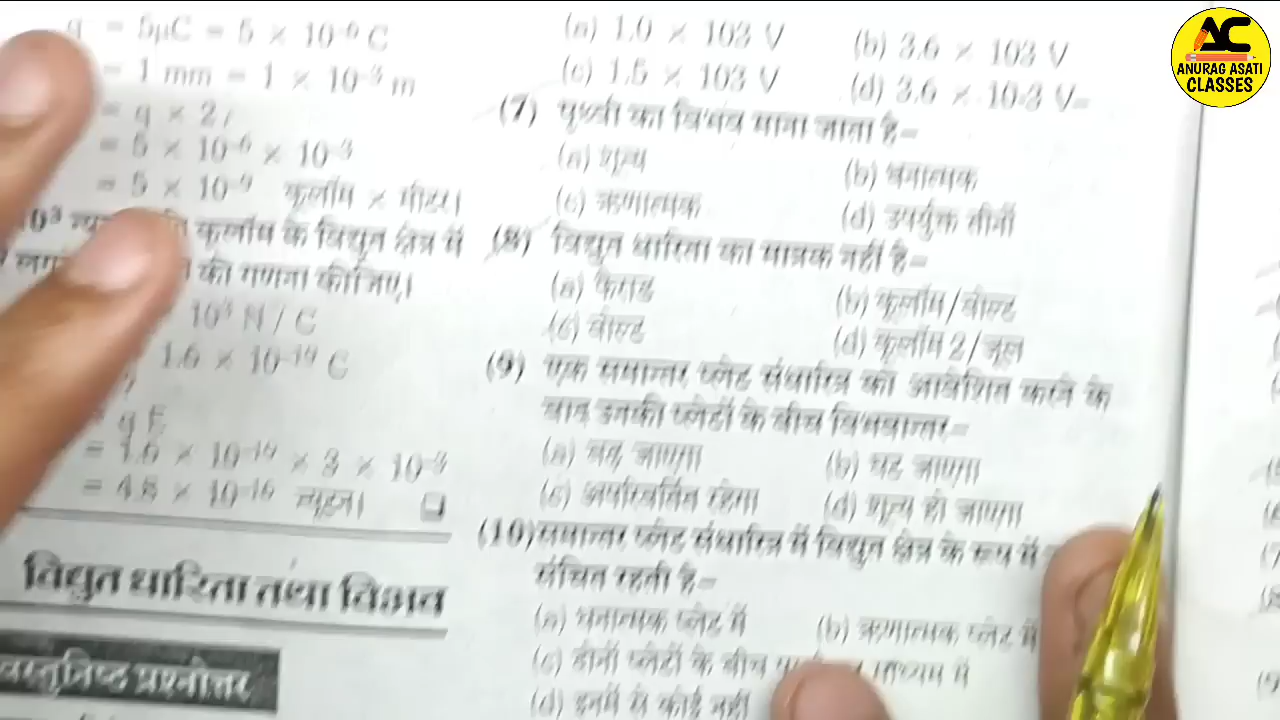 q = 5μC = 5 × 10⁻⁶ C
= 1 mm = 1 × 10⁻³ m
= q × 2l
= 5 × 10⁻⁶ × 10⁻³
= 5 × 10⁻⁹ कूलॉम × मीटर।
कूलॉम के विद्युत क्षेत्र में
की गणना कीजिए।
10³ N / C
1.6 × 10⁻¹⁹ C
?
q E
= 1.6 × 10⁻¹⁹ × 3 × 10⁻³
= 4.8 × 10⁻¹⁶ न्यूटन।
विद्युत धारिता तथा विभव
वस्तुनिष्ठ प्रश्नोत्तर
(a) 1.0 × 103 V (b) 3.6 × 103 V
(c) 1.5 × 103 V (d) 3.6 × 10-3 V=
(7) पृथ्वी का विभव माना जाता है–
(a) शून्य (b) धनात्मक
(c) ऋणात्मक (d) उपर्युक्त तीनों
(8) विद्युत धारिता का मात्रक नहीं है–
(a) फैराड (b) कूलॉम/वोल्ट
(c) वोल्ट (d) कूलॉम 2/जूल
(9) एक समान्तर प्लेट संधारित्र को आवेशित करने के
बाद उनकी प्लेटों के बीच विभवान्तर–
(a) बढ़ जाएगा (b) घट जाएगा
(c) अपरिवर्तित रहेगा (d) शून्य हो जाएगा
(10) समान्तर प्लेट संधारित्र में विद्युत क्षेत्र के रूप में
संचित रहती है–
(a) धनात्मक प्लेट में (b) ऋणात्मक प्लेट में
(c) दोनों प्लेटों के बीच माध्यम में
(d) इनमें से कोई नहीं
AC
ANURAG ASATI
CLASSES